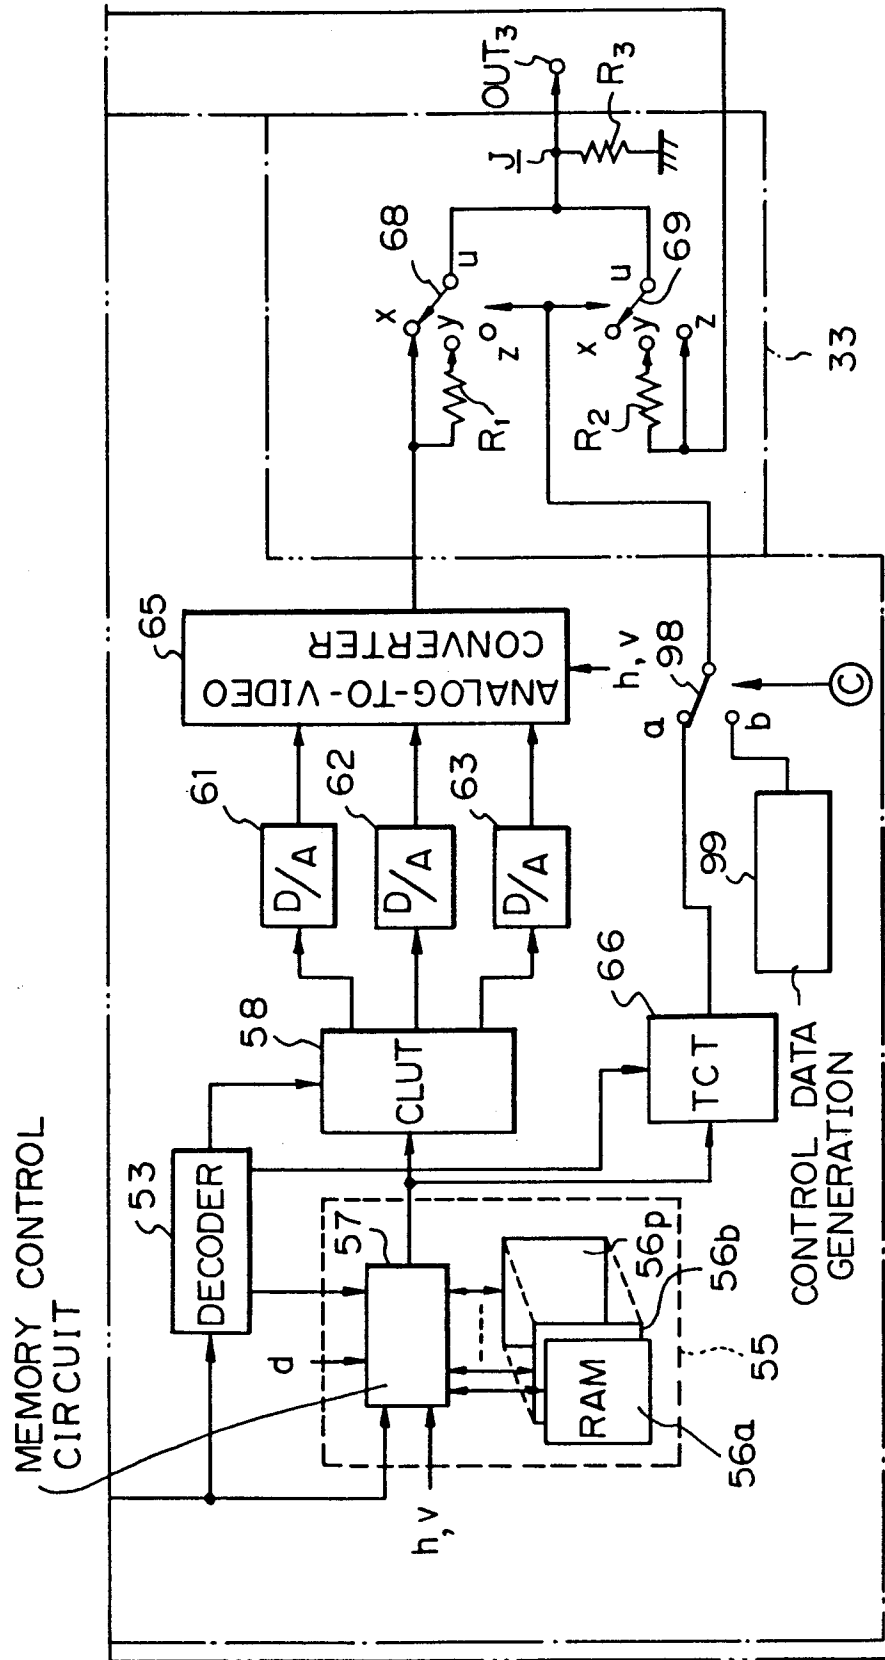 MEMORY CONTROL
CIRCUIT
53
DECODER
58
CLUT
61
D/A
62
D/A
63
D/A
65
ANALOG-TO-VIDEO
CONVERTER
h, v
d
57
h, v
RAM
56a
56b
56p
55
66
TCT
CONTROL DATA
GENERATION
99
a
b
98
C
x
y
z
u
68
R1
x
y
z
u
69
R2
J
R3
OUT3
33